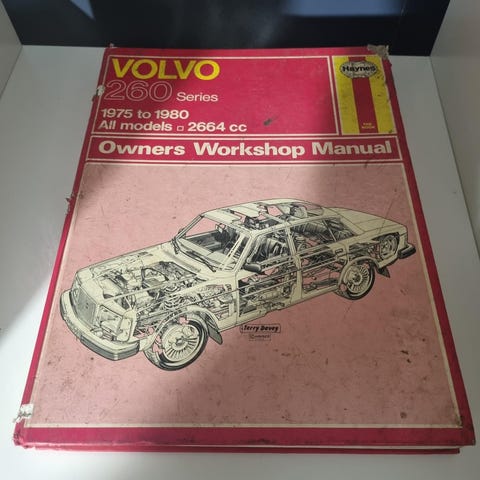 VOLVO
260 Series
1975 to 1980
All models □ 2664 cc
Haynes
Owners Workshop Manual
Terry Davey